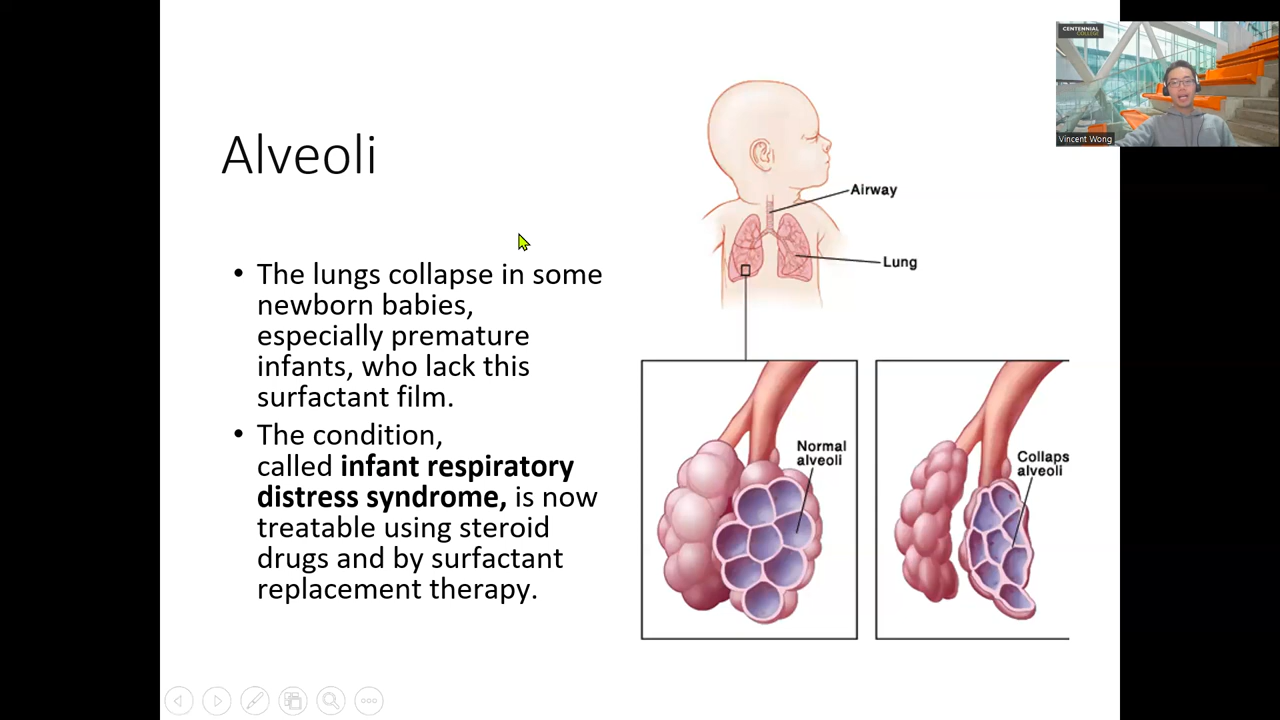 CENTENNIAL
COLLEGE
Vincent Wong
Alveoli
• The lungs collapse in some
newborn babies,
especially premature
infants, who lack this
surfactant film.
• The condition,
called infant respiratory
distress syndrome, is now
treatable using steroid
drugs and by surfactant
replacement therapy.
Airway
Lung
Normal
alveoli
Collaps
alveoli